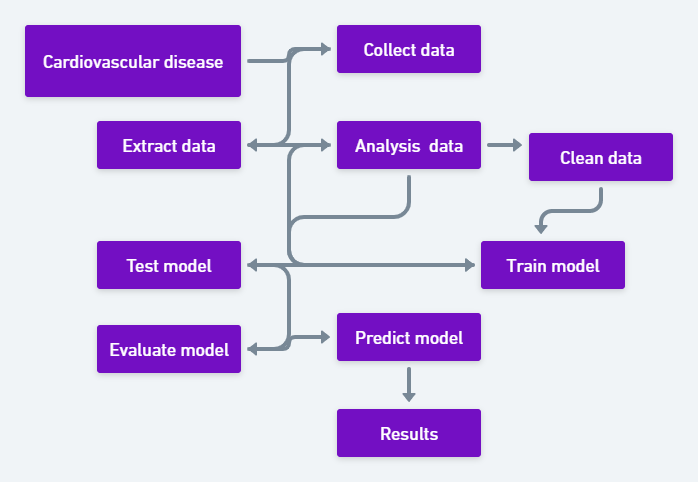 Cardiovascular disease
Collect data
Extract data
Analysis  data
Clean data
Test model
Train model
Evaluate model
Predict model
Results